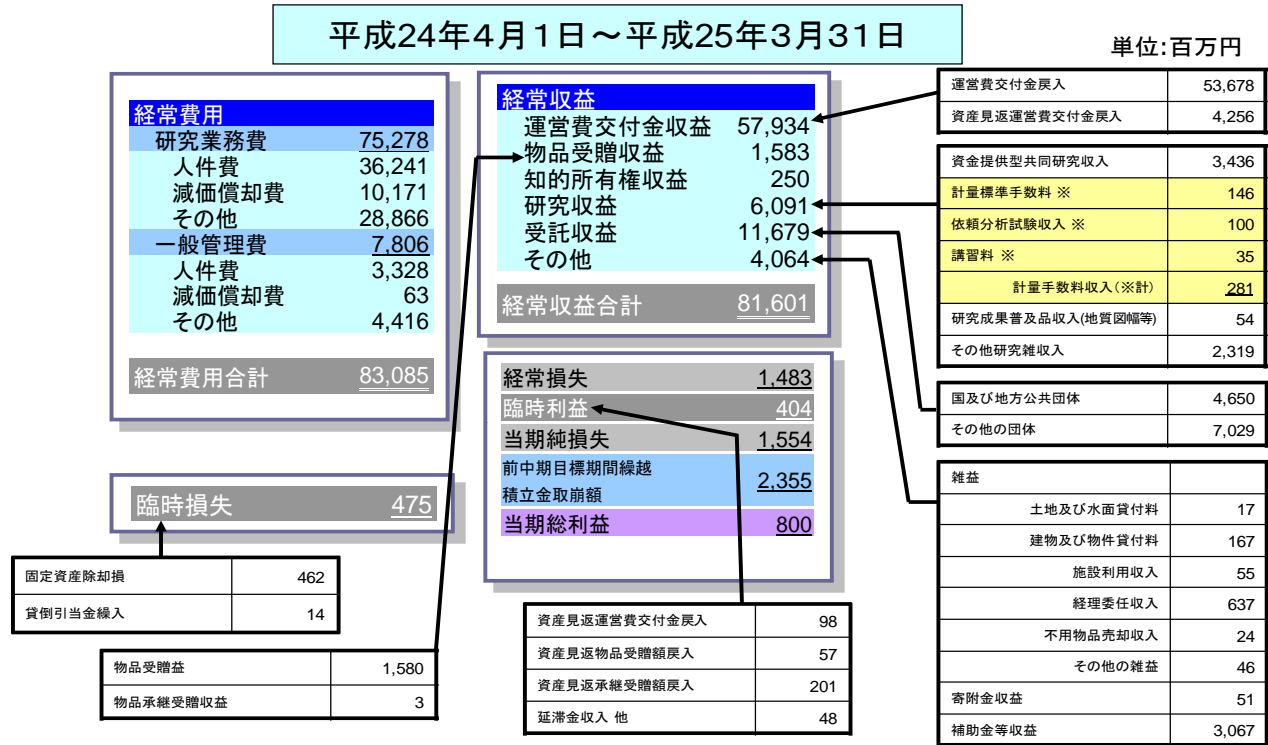 平成24年4月1日～平成25年3月31日
単位:百万円
経常費用
研究業務費 75,278
人件費 36,241
減価償却費 10,171
その他 28,866
一般管理費 7,806
人件費 3,328
減価償却費 63
その他 4,416
経常費用合計 83,085
臨時損失 475
固定資産除却損 462
貸倒引当金繰入 14
物品受贈益 1,580
物品承継受贈収益 3
経常収益
運営費交付金収益 57,934
物品受贈収益 1,583
知的所有権収益 250
研究収益 6,091
受託収益 11,679
その他 4,064
経常収益合計 81,601
経常損失 1,483
臨時利益 404
当期純損失 1,554
前中期目標期間繰越
積立金取崩額 2,355
当期総利益 800
資産見返運営費交付金戻入 98
資産見返物品受贈額戻入 57
資産見返承継受贈額戻入 201
延滞金収入 他 48
運営費交付金戻入 53,678
資産見返運営費交付金戻入 4,256
資金提供型共同研究収入 3,436
計量標準手数料 ※ 146
依頼分析試験収入 ※ 100
講習料 ※ 35
計量手数料収入(※計) 281
研究成果普及品収入(地質図幅等) 54
その他研究雑収入 2,319
国及び地方公共団体 4,650
その他の団体 7,029
雑益
土地及び水面貸付料 17
建物及び物件貸付料 167
施設利用収入 55
経理委任収入 637
不用物品売却収入 24
その他の雑益 46
寄附金収益 51
補助金等収益 3,067